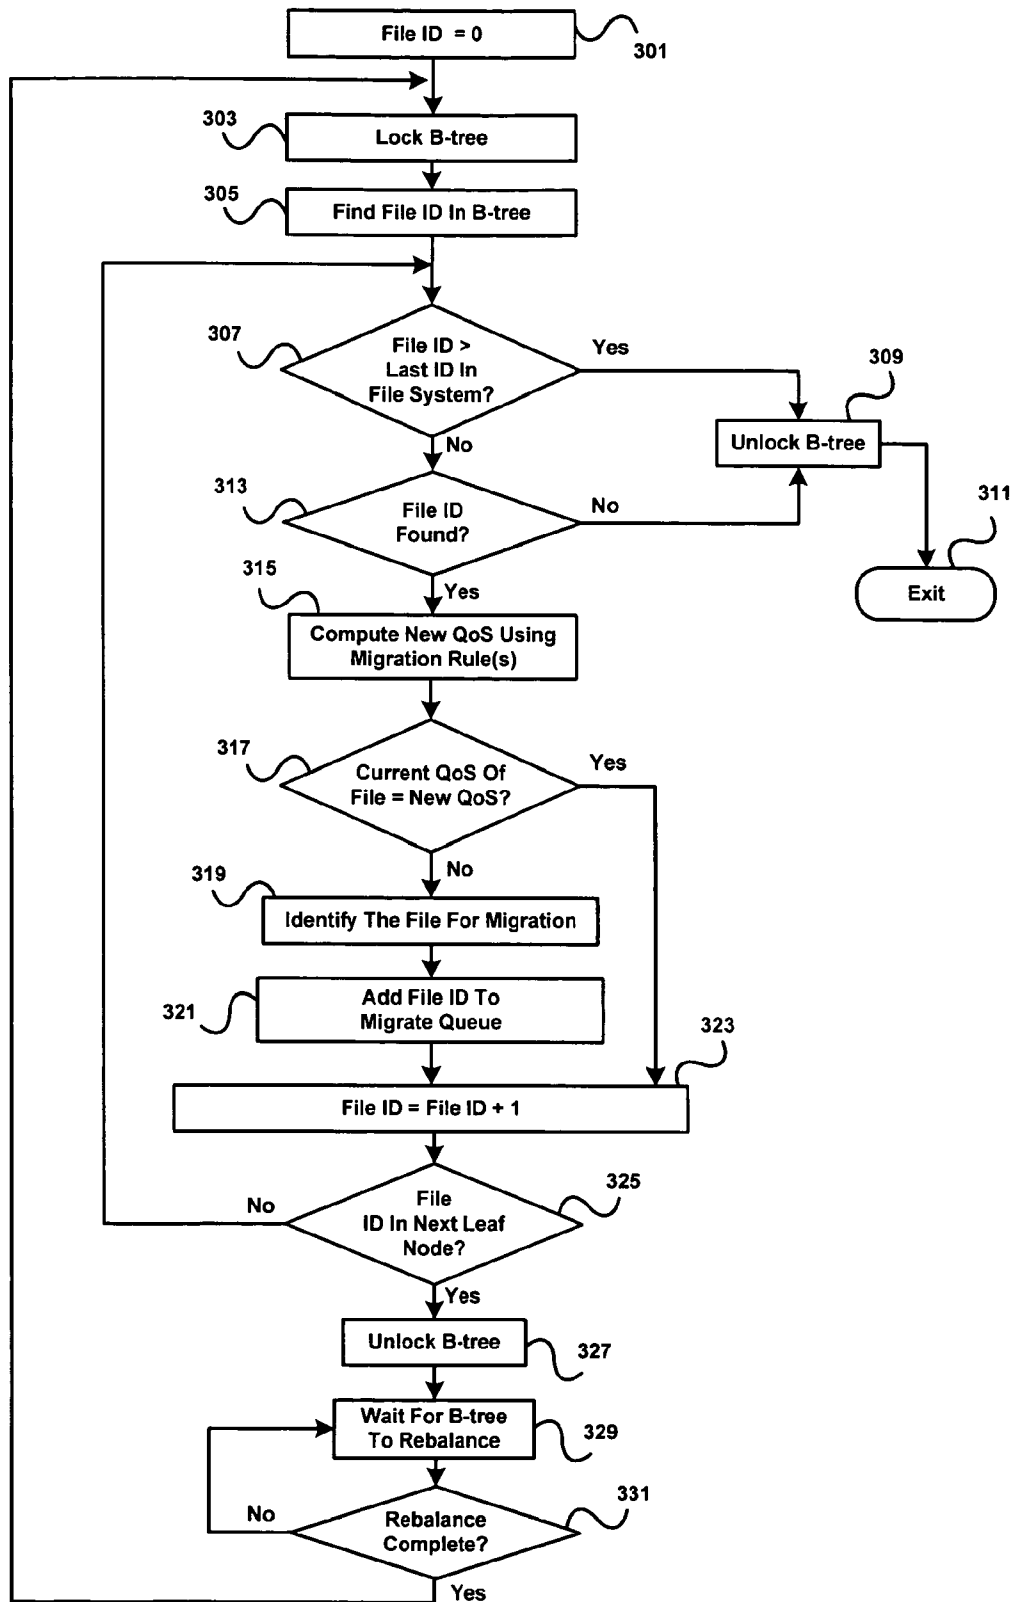 File ID = 0
301
303
Lock B-tree
305
Find File ID In B-tree
307
File ID >
Last ID In
File System?
Yes
309
Unlock B-tree
No
313
File ID
Found?
No
311
Exit
Yes
315
Compute New QoS Using
Migration Rule(s)
317
Current QoS Of
File = New QoS?
Yes
No
319
Identify The File For Migration
321
Add File ID To
Migrate Queue
323
File ID = File ID + 1
325
File
ID In Next Leaf
Node?
No
Yes
Unlock B-tree
327
Wait For B-tree
To Rebalance
329
331
Rebalance
Complete?
No
Yes